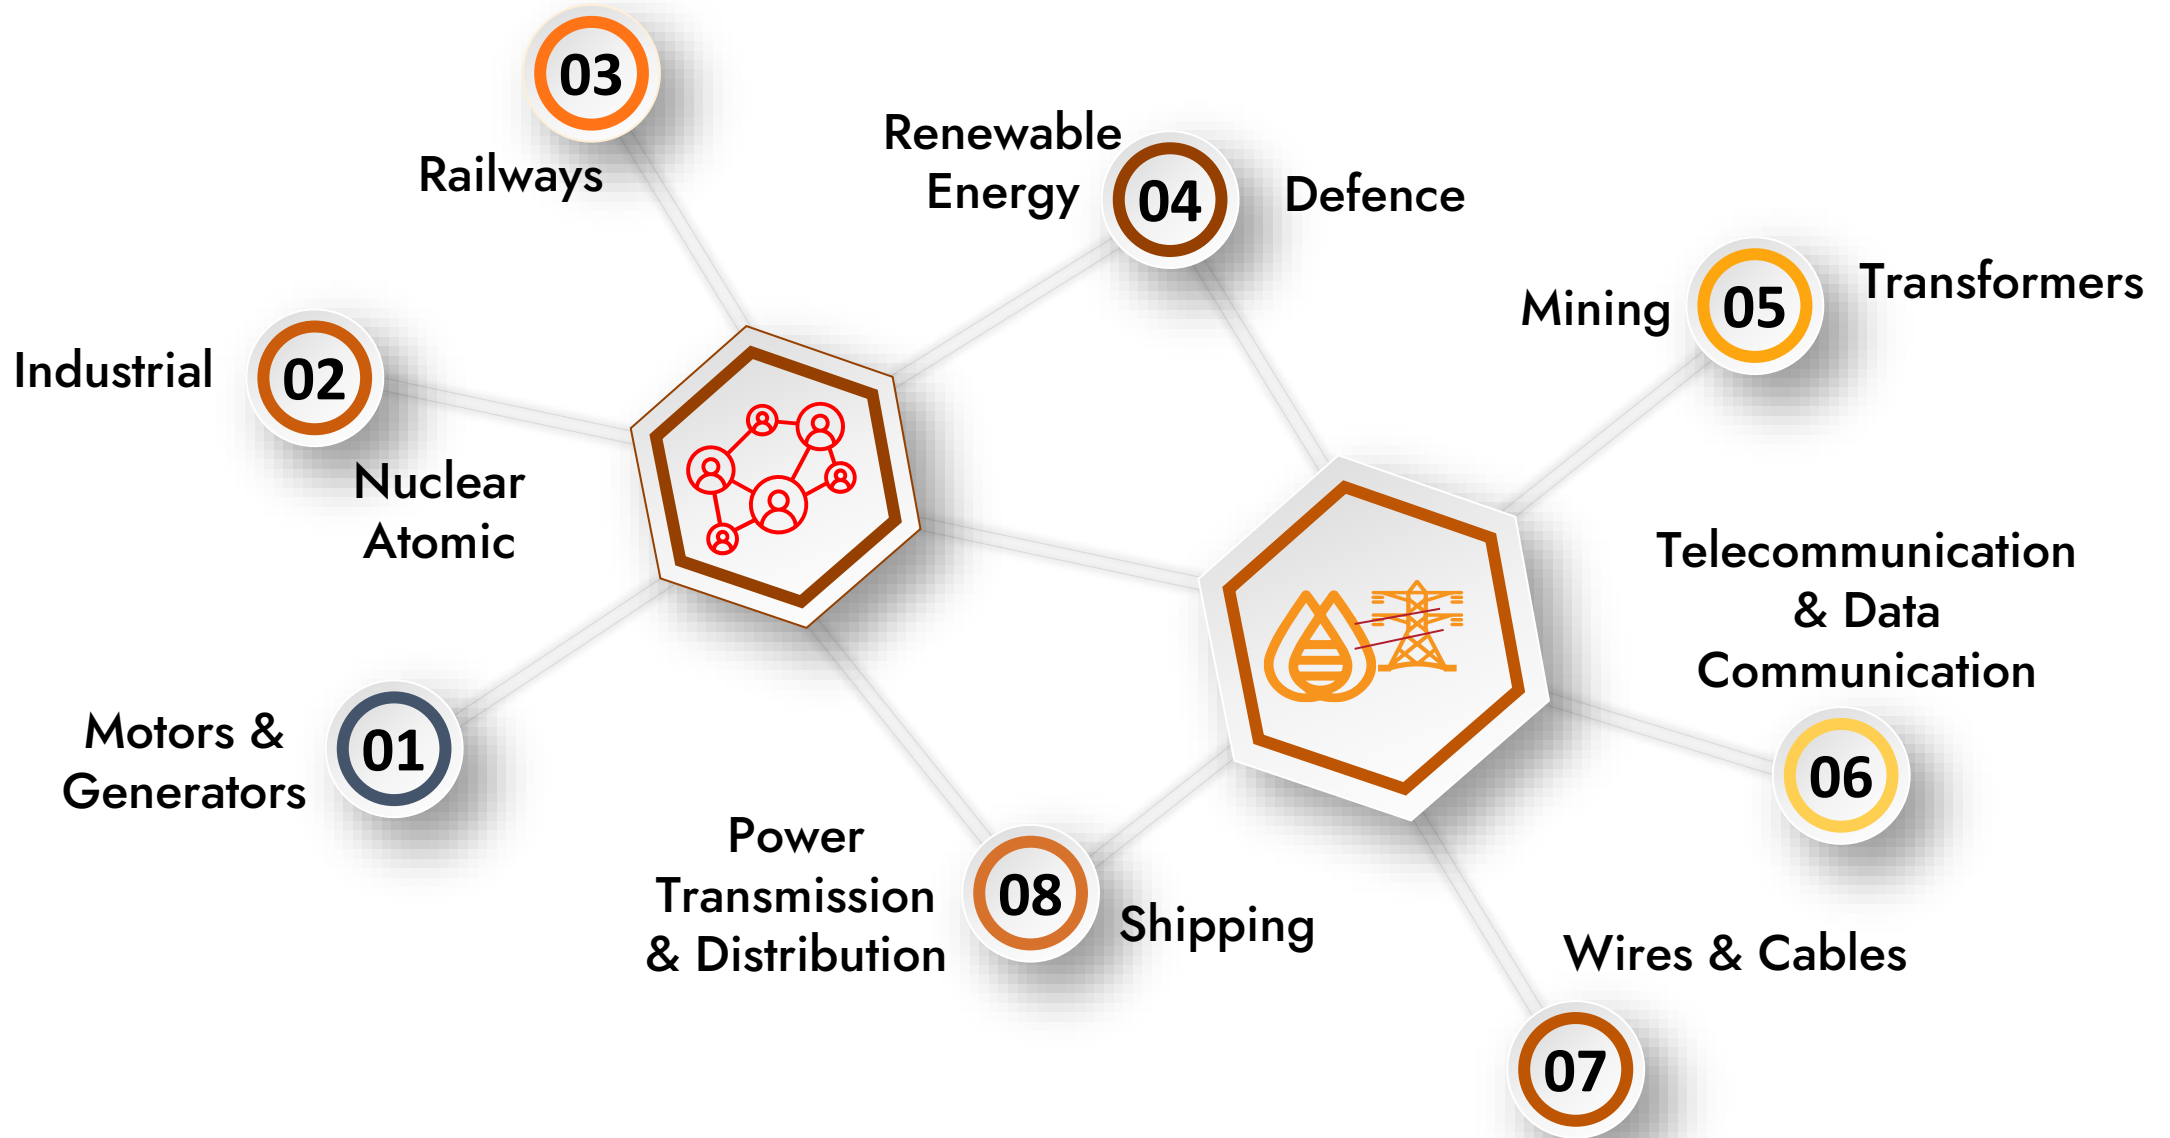 03
Railways
Renewable
Energy
04
Defence
Mining
05
Transformers
Industrial
02
Nuclear
Atomic
Telecommunication
& Data
Communication
06
Motors &
Generators
01
Power
Transmission
& Distribution
08
Shipping
Wires & Cables
07